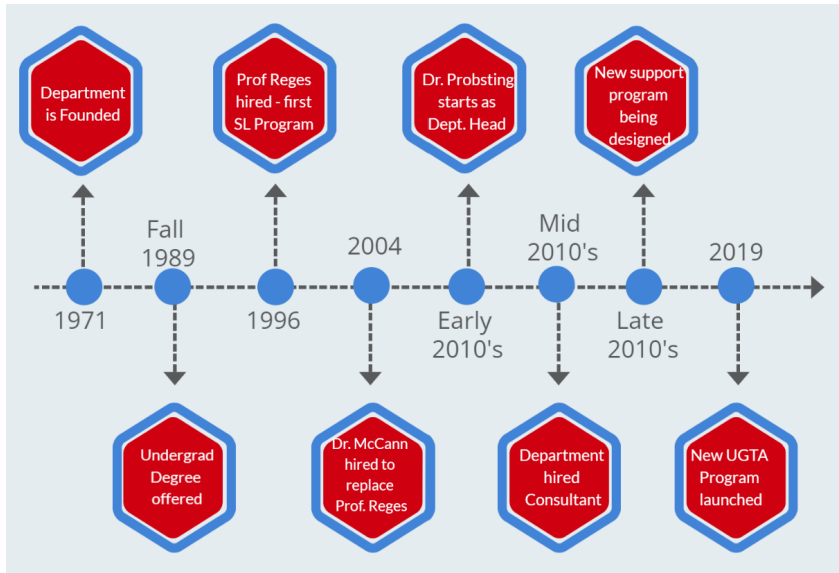 Department
is Founded
Prof Reges
hired - first
SL Program
Dr. Probsting
starts as
Dept. Head
New support
program
being
designed
Fall
1989
2004
Mid
2010's
2019
1971
1996
Early
2010's
Late
2010's
Undergrad
Degree
offered
Dr. McCann
hired to
replace
Prof. Reges
Department
hired
Consultant
New UGTA
Program
launched